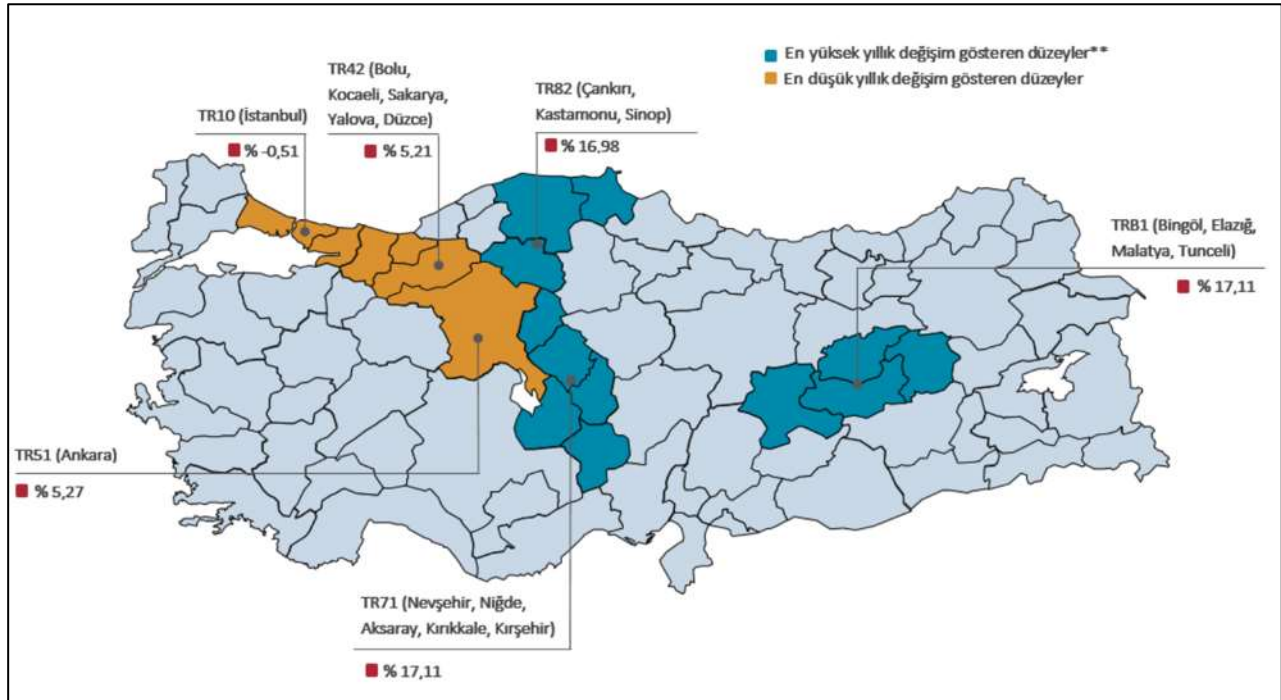 En yüksek yıllık değişim gösteren düzeyler**
En düşük yıllık değişim gösteren düzeyler
TR10 (İstanbul)
% -0,51
TR42 (Bolu,
Kocaeli, Sakarya,
Yalova, Düzce)
% 5,21
TR82 (Çankırı,
Kastamonu, Sinop)
% 16,98
TRB1 (Bingöl, Elazığ,
Malatya, Tunceli)
% 17,11
TR51 (Ankara)
% 5,27
TR71 (Nevşehir, Niğde,
Aksaray, Kırıkkale, Kırşehir)
% 17,11